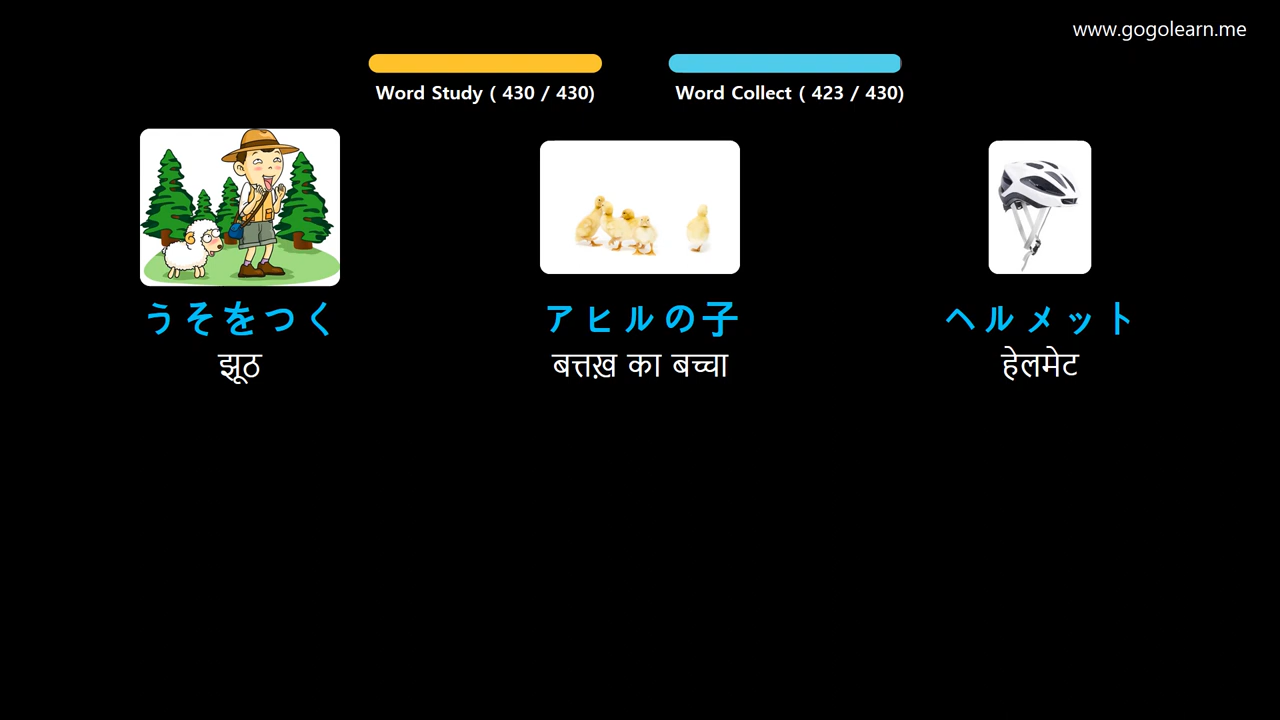 www.gogolearn.me
Word Study ( 430 / 430)
Word Collect ( 423 / 430)
うそをつく
アヒルの子
ヘルメット
झूठ
बत्तख़ का बच्चा
हेलमेट